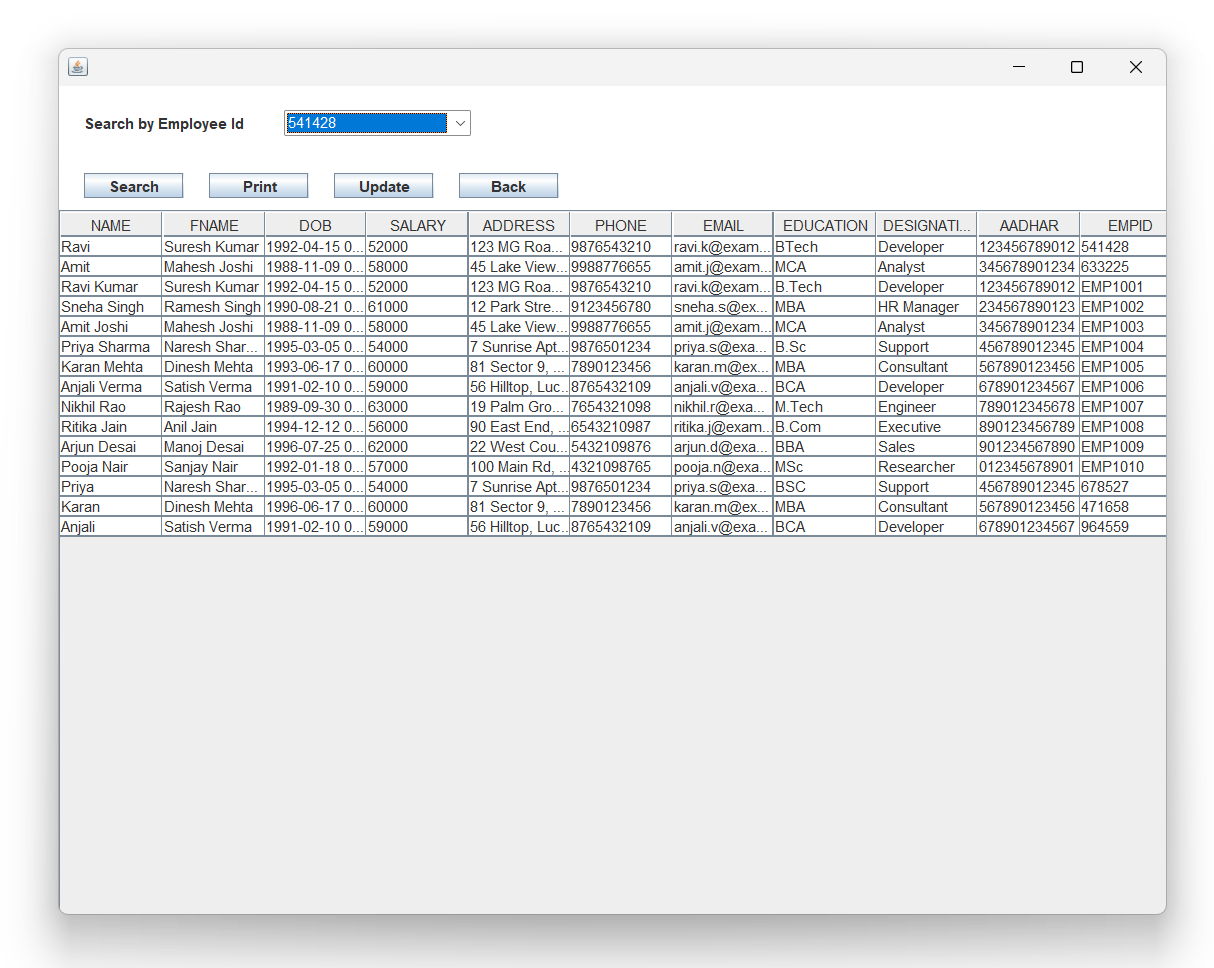 Search by Employee Id 541428
Search Print Update Back
NAME FNAME DOB SALARY ADDRESS PHONE EMAIL EDUCATION DESIGNATI... AADHAR EMPID
Ravi Suresh Kumar 1992-04-15 0... 52000 123 MG Roa... 9876543210 ravi.k@exam... BTech Developer 123456789012 541428
Amit Mahesh Joshi 1988-11-09 0... 58000 45 Lake View... 9988776655 amit.j@exam... MCA Analyst 345678901234 633225
Ravi Kumar Suresh Kumar 1992-04-15 0... 52000 123 MG Roa... 9876543210 ravi.k@exam... B.Tech Developer 123456789012 EMP1001
Sneha Singh Ramesh Singh 1990-08-21 0... 61000 12 Park Stre... 9123456780 sneha.s@ex... MBA HR Manager 234567890123 EMP1002
Amit Joshi Mahesh Joshi 1988-11-09 0... 58000 45 Lake View... 9988776655 amit.j@exam... MCA Analyst 345678901234 EMP1003
Priya Sharma Naresh Shar... 1995-03-05 0... 54000 7 Sunrise Apt... 9876501234 priya.s@exa... B.Sc Support 456789012345 EMP1004
Karan Mehta Dinesh Mehta 1993-06-17 0... 60000 81 Sector 9, ... 7890123456 karan.m@ex... MBA Consultant 567890123456 EMP1005
Anjali Verma Satish Verma 1991-02-10 0... 59000 56 Hilltop, Luc... 8765432109 anjali.v@exa... BCA Developer 678901234567 EMP1006
Nikhil Rao Rajesh Rao 1989-09-30 0... 63000 19 Palm Gro... 7654321098 nikhil.r@exa... M.Tech Engineer 789012345678 EMP1007
Ritika Jain Anil Jain 1994-12-12 0... 56000 90 East End, ... 6543210987 ritika.j@exam... B.Com Executive 890123456789 EMP1008
Arjun Desai Manoj Desai 1996-07-25 0... 62000 22 West Cou... 5432109876 arjun.d@exa... BBA Sales 901234567890 EMP1009
Pooja Nair Sanjay Nair 1992-01-18 0... 57000 100 Main Rd, ... 4321098765 pooja.n@exa... MSc Researcher 012345678901 EMP1010
Priya Naresh Shar... 1995-03-05 0... 54000 7 Sunrise Apt... 9876501234 priya.s@exa... BSC Support 456789012345 678527
Karan Dinesh Mehta 1996-06-17 0... 60000 81 Sector 9, ... 7890123456 karan.m@ex... MBA Consultant 567890123456 471658
Anjali Satish Verma 1991-02-10 0... 59000 56 Hilltop, Luc... 8765432109 anjali.v@exa... BCA Developer 678901234567 964559